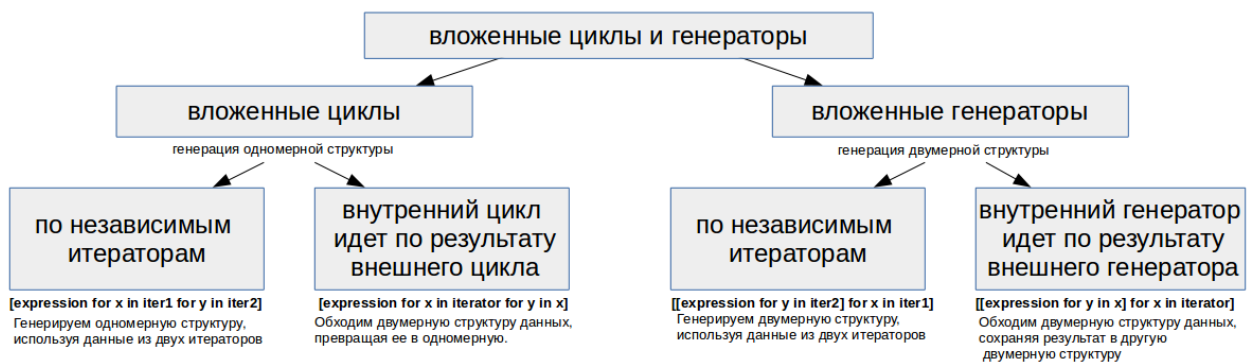 вложенные циклы и генераторы
вложенные циклы
генерация одномерной структуры
вложенные генераторы
генерация двумерной структуры
по независимым
итераторам
[expression for x in iter1 for y in iter2]
Генерируем одномерную структуру,
используя данные из двух итераторов
внутренний цикл
идет по результату
внешнего цикла
[expression for x in iterator for y in x]
Обходим двумерную структуру данных,
превращая ее в одномерную.
по независимым
итераторам
[[expression for y in iter2] for x in iter1]
Генерируем двумерную структуру,
используя данные из двух итераторов
внутренний генератор
идет по результату
внешнего генератора
[[expression for y in x] for x in iterator]
Обходим двумерную структуру данных,
сохраняя результат в другую
двумерную структуру